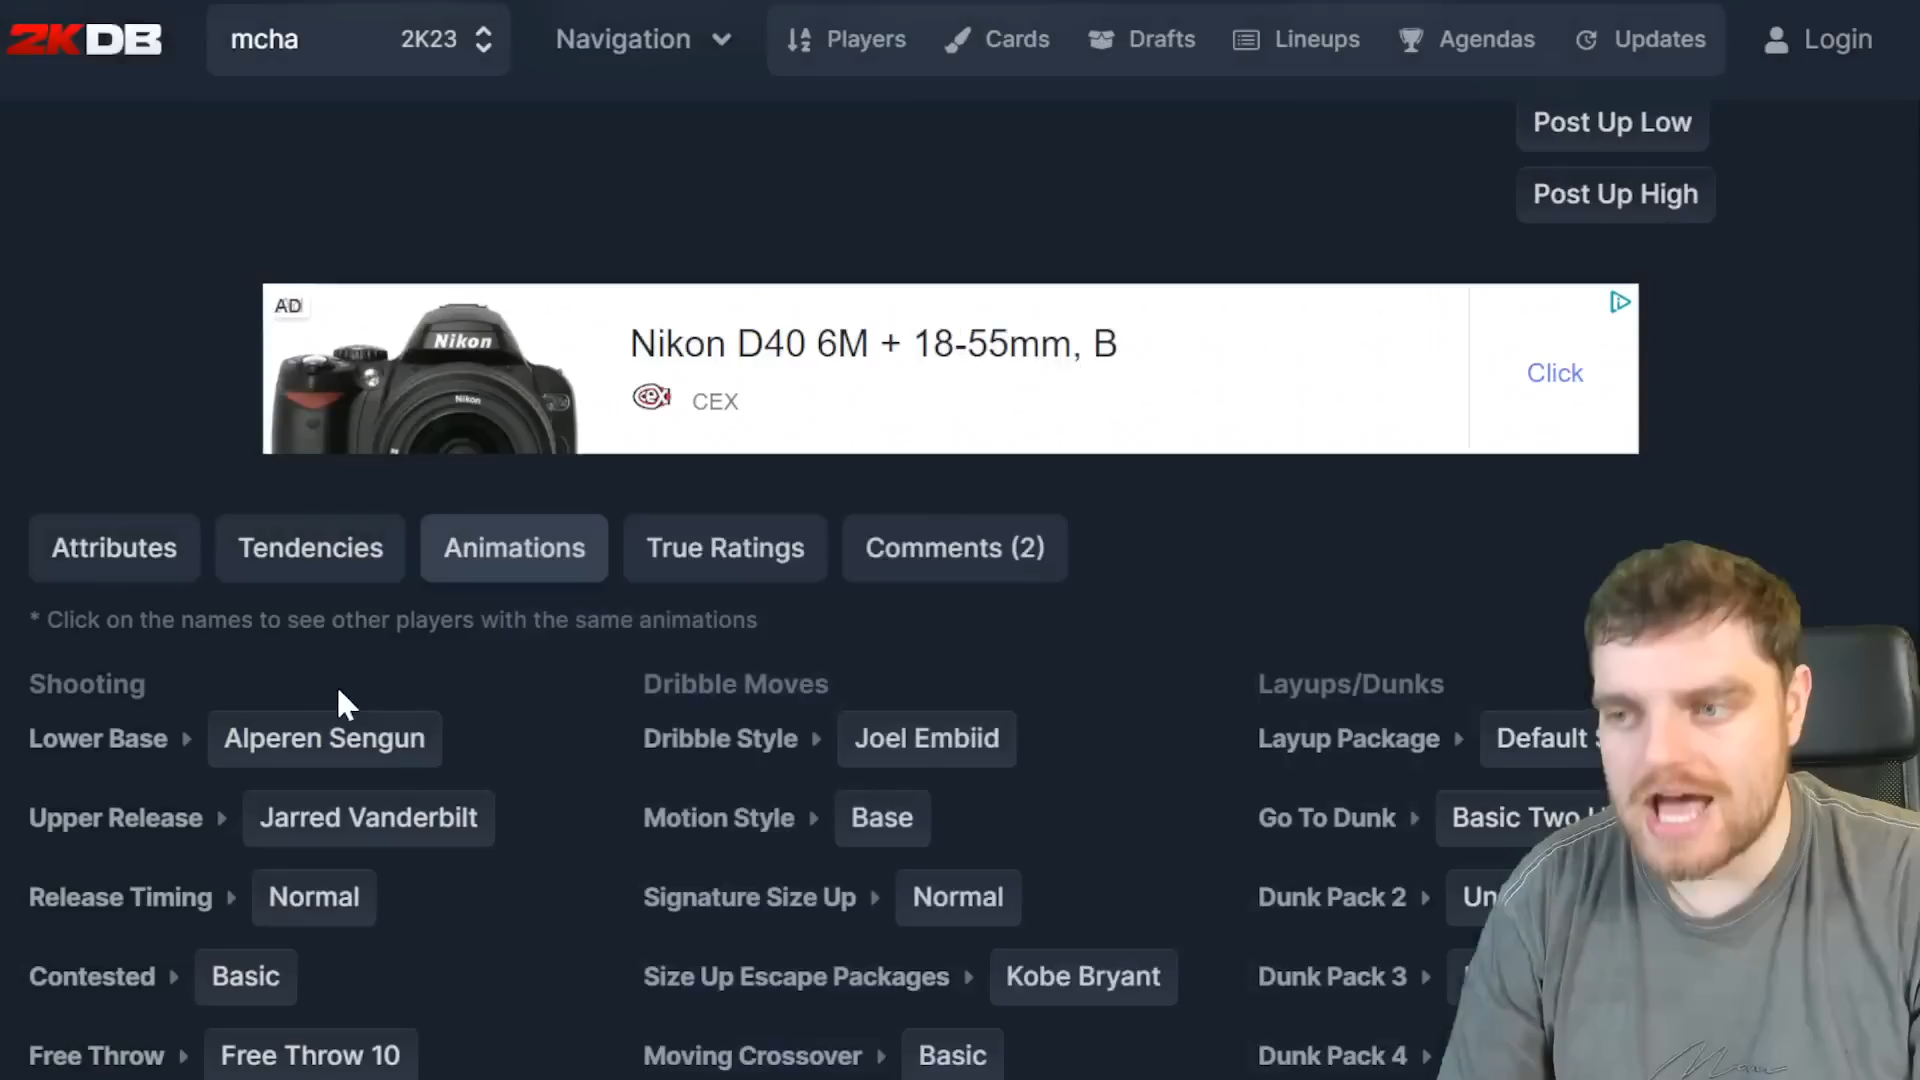 2KDB
mcha 2K23
Navigation
Players
Cards
Drafts
Lineups
Agendas
Updates
Login
Post Up Low
Post Up High
AD
Nikon
Nikon
Nikon D40 6M + 18-55mm, B
cex
CEX
Click
Attributes
Tendencies
Animations
True Ratings
Comments (2)
* Click on the names to see other players with the same animations
Shooting
Lower Base Alperen Sengun
Upper Release Jarred Vanderbilt
Release Timing Normal
Contested Basic
Free Throw Free Throw 10
Dribble Moves
Dribble Style Joel Embiid
Motion Style Base
Signature Size Up Normal
Size Up Escape Packages Kobe Bryant
Moving Crossover Basic
Layups/Dunks
Layup Package Default
Go To Dunk Basic Two
Dunk Pack 2
Dunk Pack 3
Dunk Pack 4